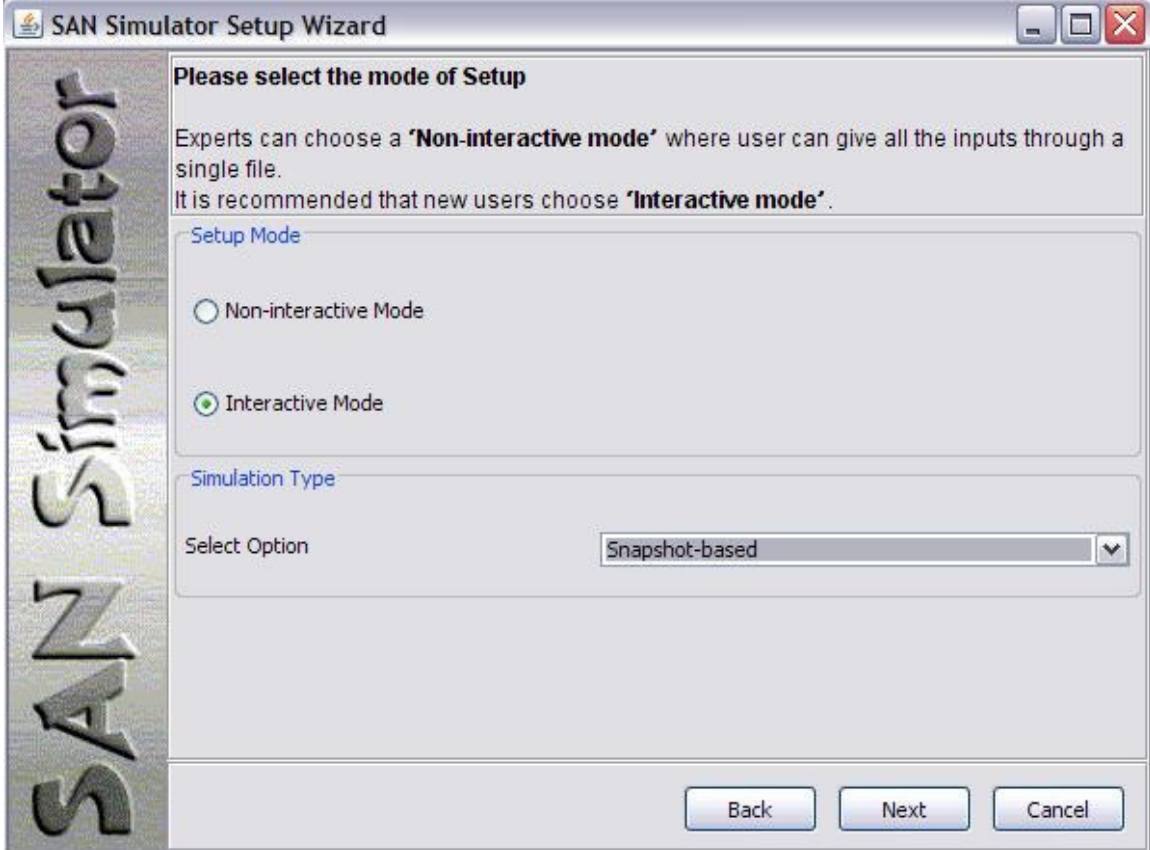 SAN Simulator Setup Wizard
SAN Simulator
Please select the mode of Setup
Experts can choose a ‘Non-interactive mode’ where user can give all the inputs through a
single file.
It is recommended that new users choose ‘Interactive mode’.
Setup Mode
Non-interactive Mode
Interactive Mode
Simulation Type
Select Option
Snapshot-based
Back
Next
Cancel